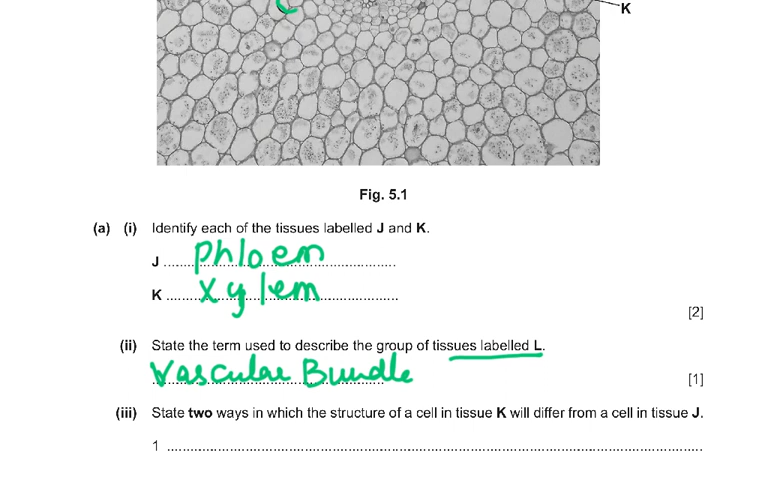 K
Fig. 5.1
(a) (i) Identify each of the tissues labelled J and K.
J ........ Phloem ........
K ........ Xylem ........
[2]
(ii) State the term used to describe the group of tissues labelled L.
Vascular Bundle
[1]
(iii) State two ways in which the structure of a cell in tissue K will differ from a cell in tissue J.
1 ........